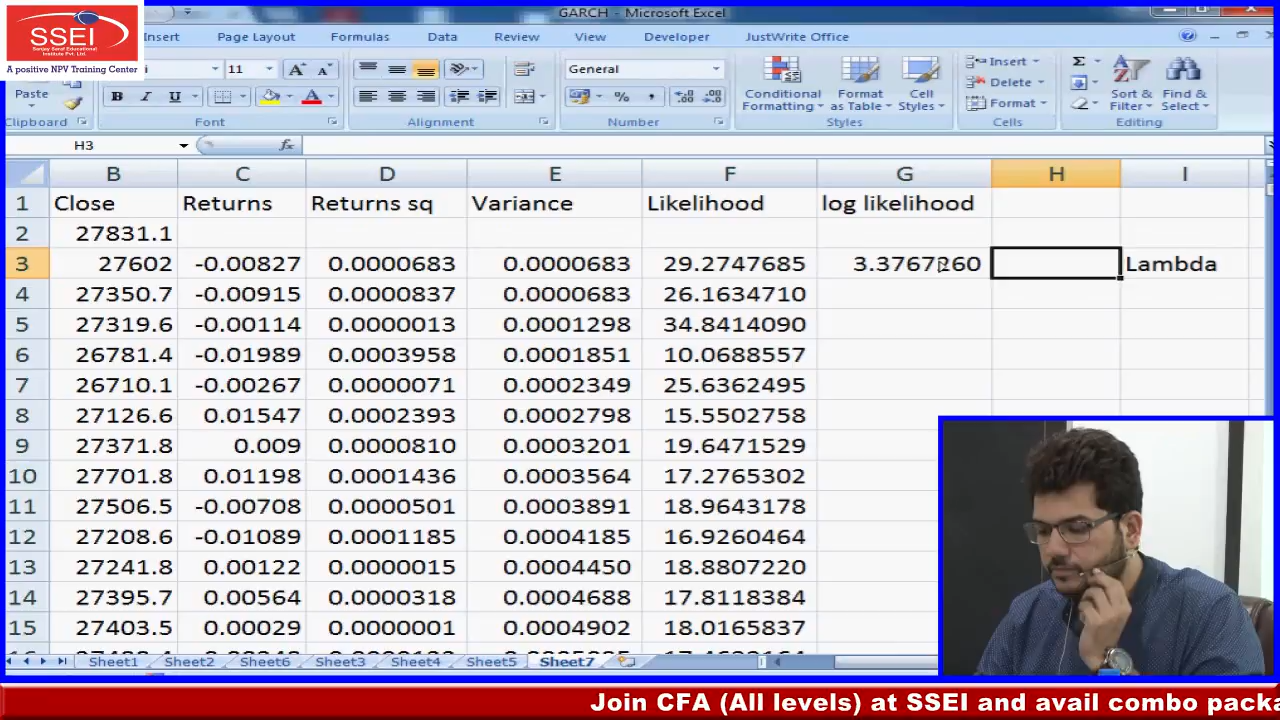 SSEI
Sanjay Saraf Educational
Institute Pvt. Ltd.
A positive NPV Training Center
GARCH - Microsoft Excel
Insert Page Layout Formulas Data Review View Developer JustWrite Office
Paste
11
B I U
General
Conditional Formatting
Format as Table
Cell Styles
Insert
Delete
Format
Sort & Filter
Find & Select
Clipboard Font Alignment Number Styles Cells Editing
H3 fx
B C D E F G H I
1 Close Returns Returns sq Variance Likelihood log likelihood
2 27831.1
3 27602 -0.00827 0.0000683 0.0000683 29.2747685 3.3767260 Lambda
4 27350.7 -0.00915 0.0000683 0.0000683 26.1634710
5 27319.6 -0.00114 0.0000013 0.0001298 34.8414090
6 26781.4 -0.01989 0.0003958 0.0001851 10.0688557
7 26710.1 -0.00267 0.0000071 0.0002349 25.6362495
8 27126.6 0.01547 0.0002393 0.0002798 15.5502758
9 27371.8 0.009 0.0000810 0.0003201 19.6471529
10 27701.8 0.01198 0.0001436 0.0003564 17.2765302
11 27506.5 -0.00708 0.0000501 0.0003891 18.9643178
12 27208.6 -0.01089 0.0001185 0.0004185 16.9260464
13 27241.8 0.00122 0.0000015 0.0004450 18.8807220
14 27395.7 0.00564 0.0000318 0.0004688 17.8118384
15 27403.5 0.00029 0.0000001 0.0004902 18.0165837
Sheet1 Sheet2 Sheet6 Sheet3 Sheet4 Sheet5 Sheet7
Join CFA (All levels) at SSEI and avail combo packa